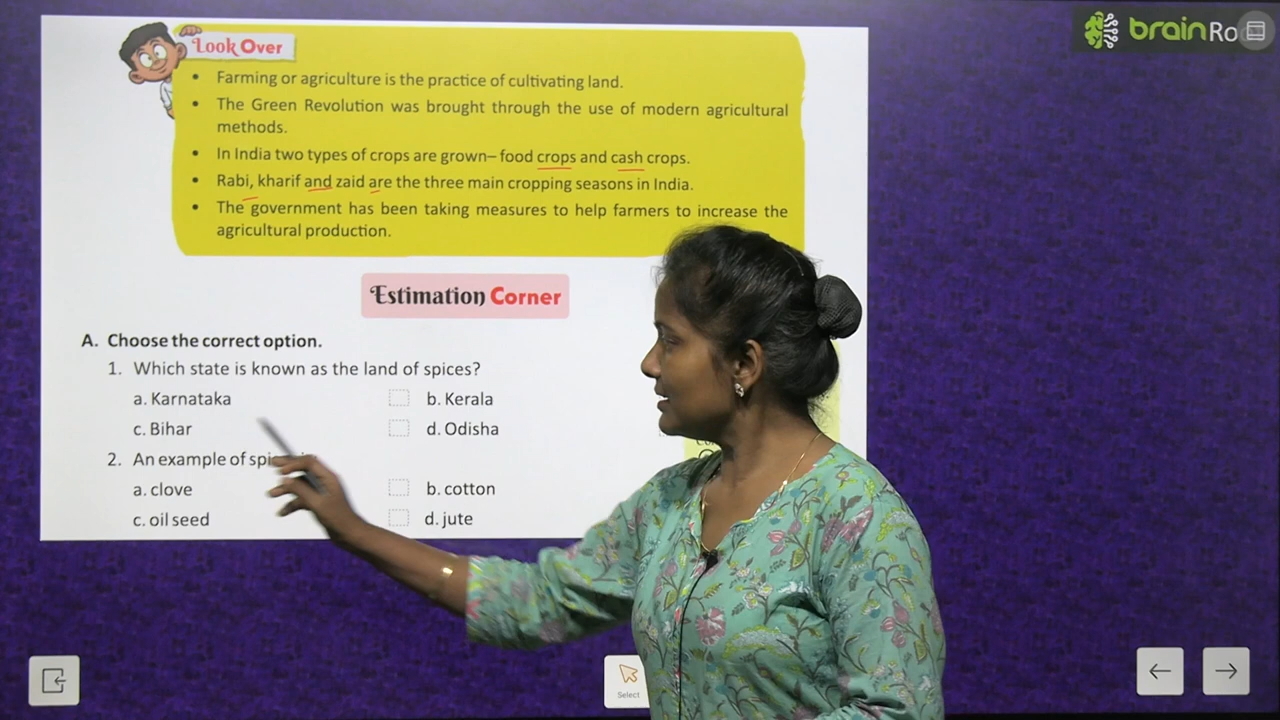 brainRo
Look Over
• Farming or agriculture is the practice of cultivating land.
• The Green Revolution was brought through the use of modern agricultural
methods.
• In India two types of crops are grown– food crops and cash crops.
• Rabi, kharif and zaid are the three main cropping seasons in India.
• The government has been taking measures to help farmers to increase the
agricultural production.
Estimation Corner
A. Choose the correct option.
1. Which state is known as the land of spices?
a. Karnataka b. Kerala
c. Bihar d. Odisha
2. An example of
a. clove b. cotton
c. oil seed d. jute
Select